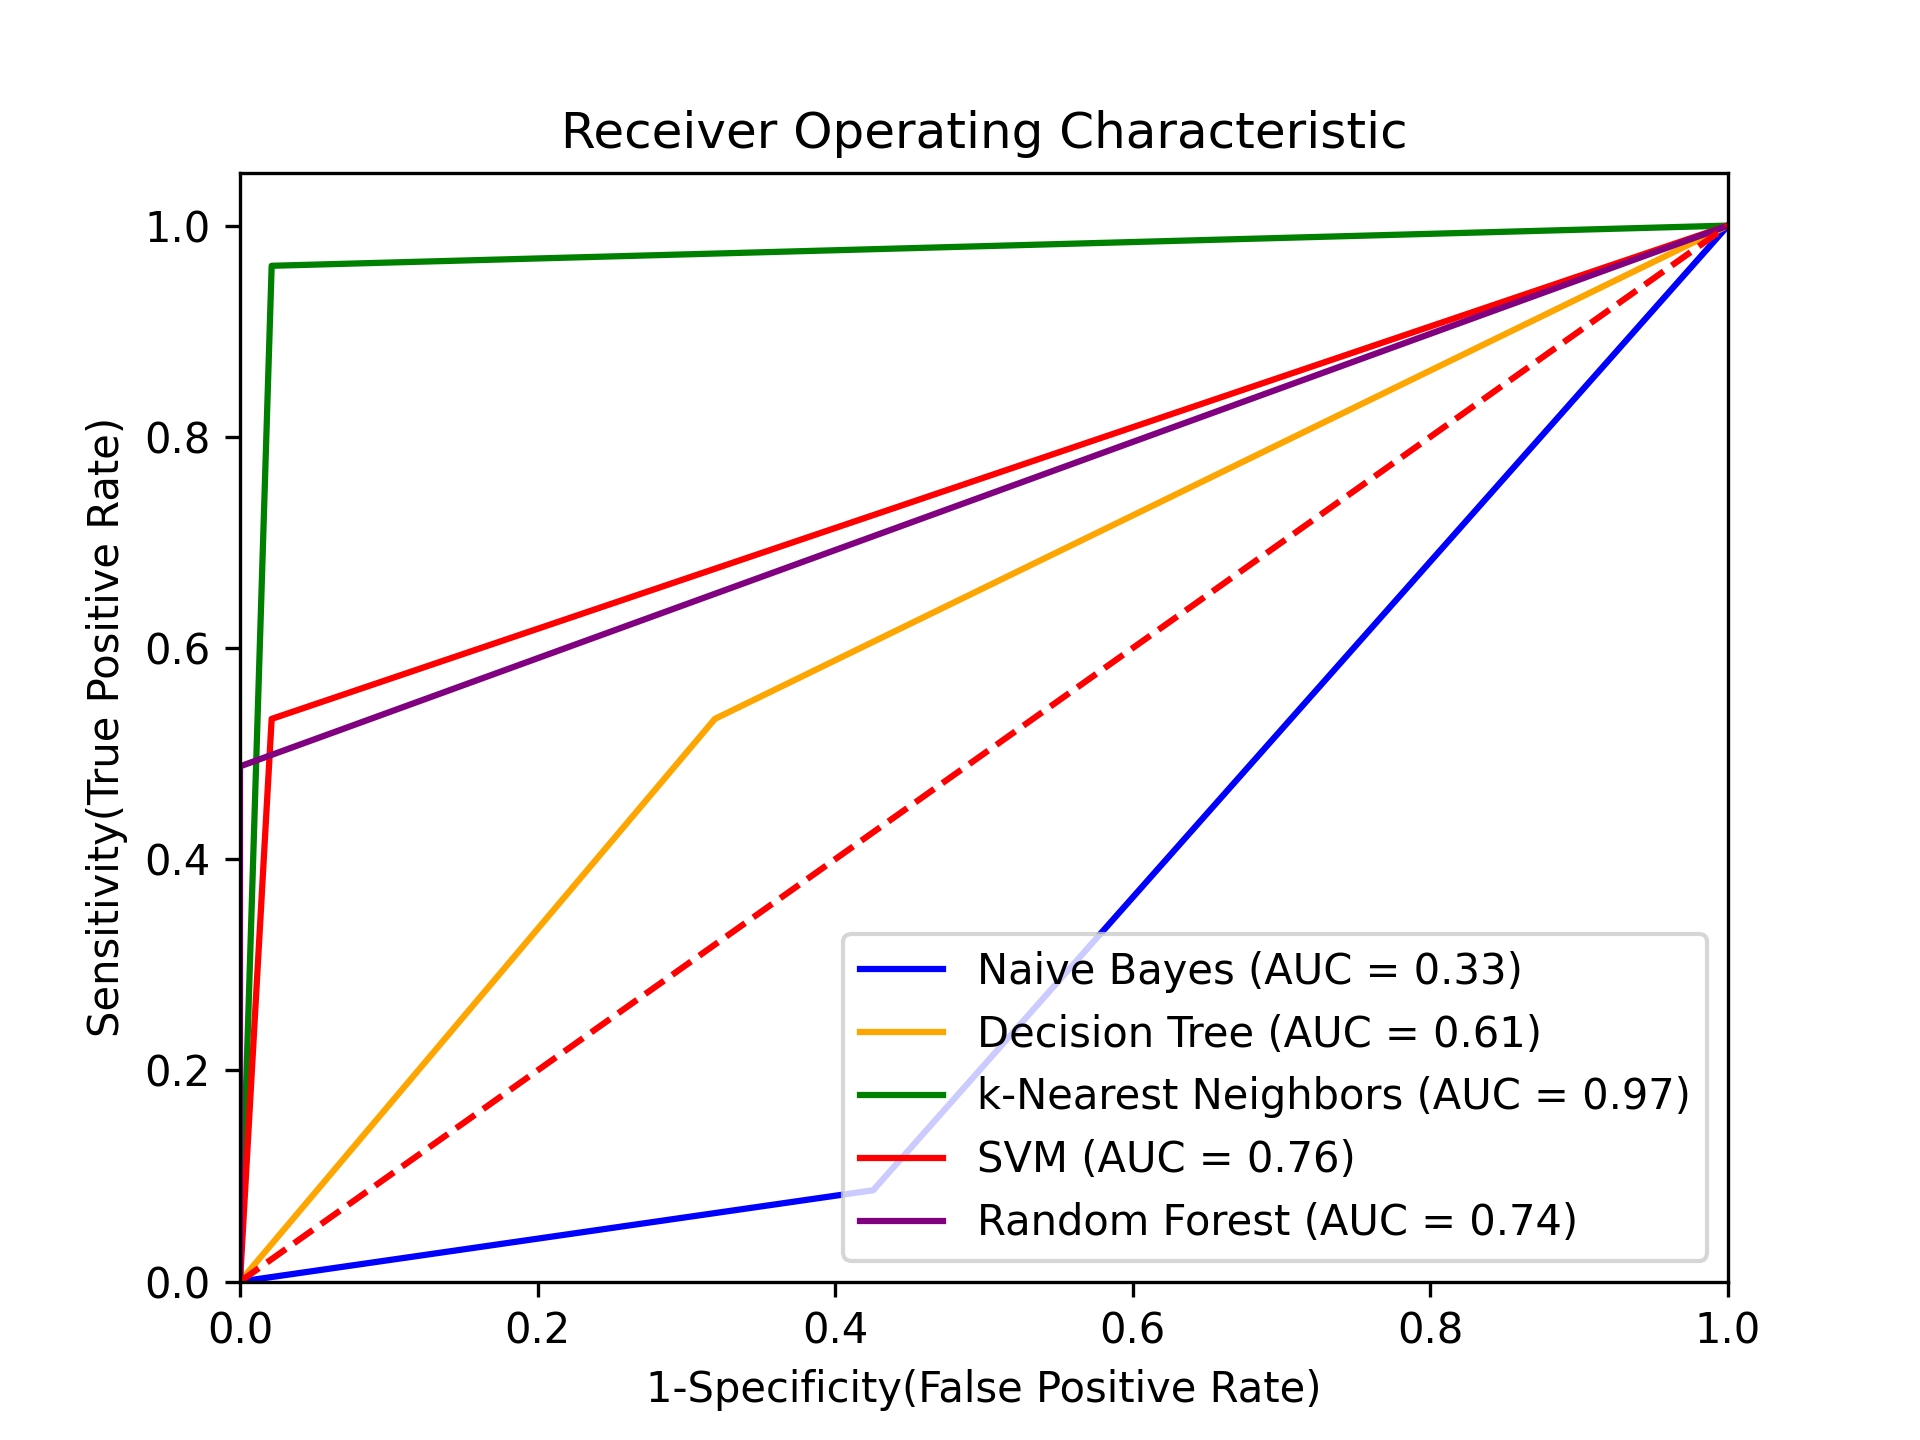 Receiver Operating Characteristic
1.0
0.8
0.6
0.4
0.2
0.0
Sensitivity(True Positive Rate)
Naive Bayes (AUC = 0.33)
Decision Tree (AUC = 0.61)
k-Nearest Neighbors (AUC = 0.97)
SVM (AUC = 0.76)
Random Forest (AUC = 0.74)
0.0 0.2 0.4 0.6 0.8 1.0
1-Specificity(False Positive Rate)